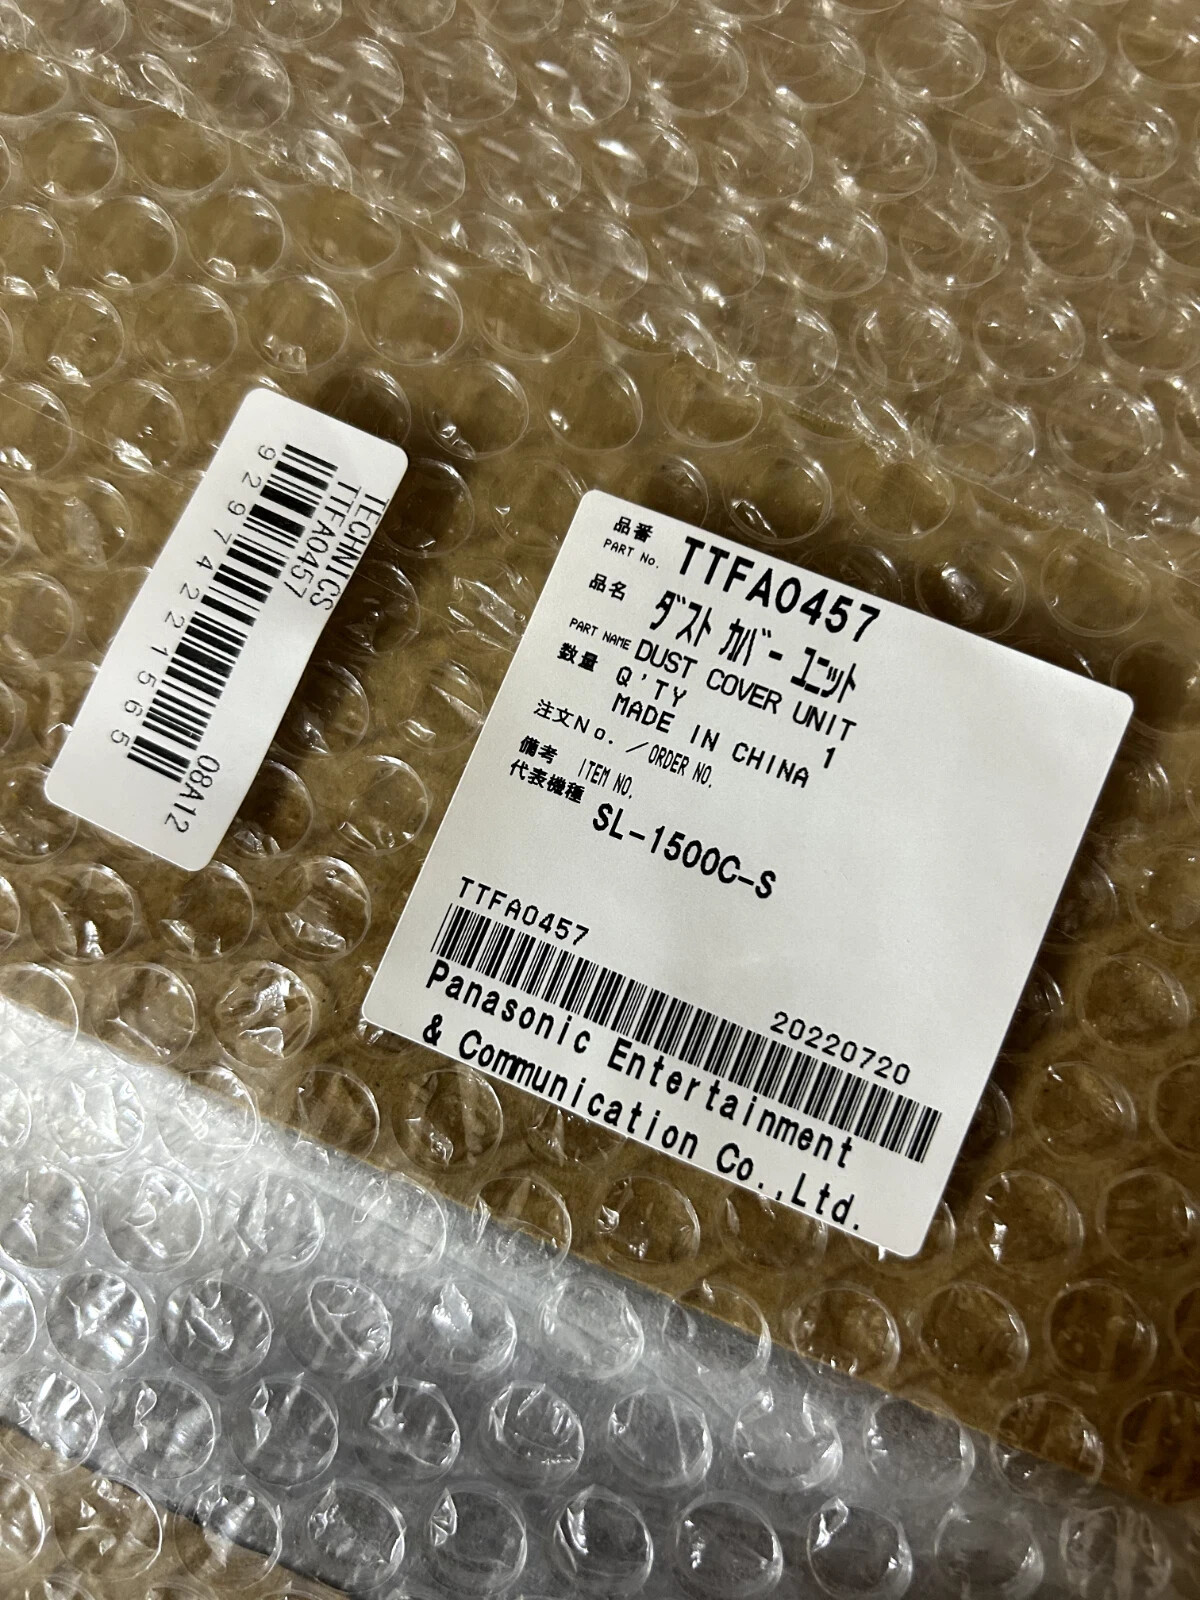 TECHNICS
TTFA0457
9297422 1565
08A12
品番
PART No. TTFA0457
品名 ダスト カバー ユニット
PART NAME DUST COVER UNIT
数量 Q'TY 1
MADE IN CHINA
注文No. ／ORDER NO.
備考 ITEM NO.
代表機種 SL-1500C-S
TTFA0457
20220720
Panasonic Entertainment
& Communication Co.,Ltd.